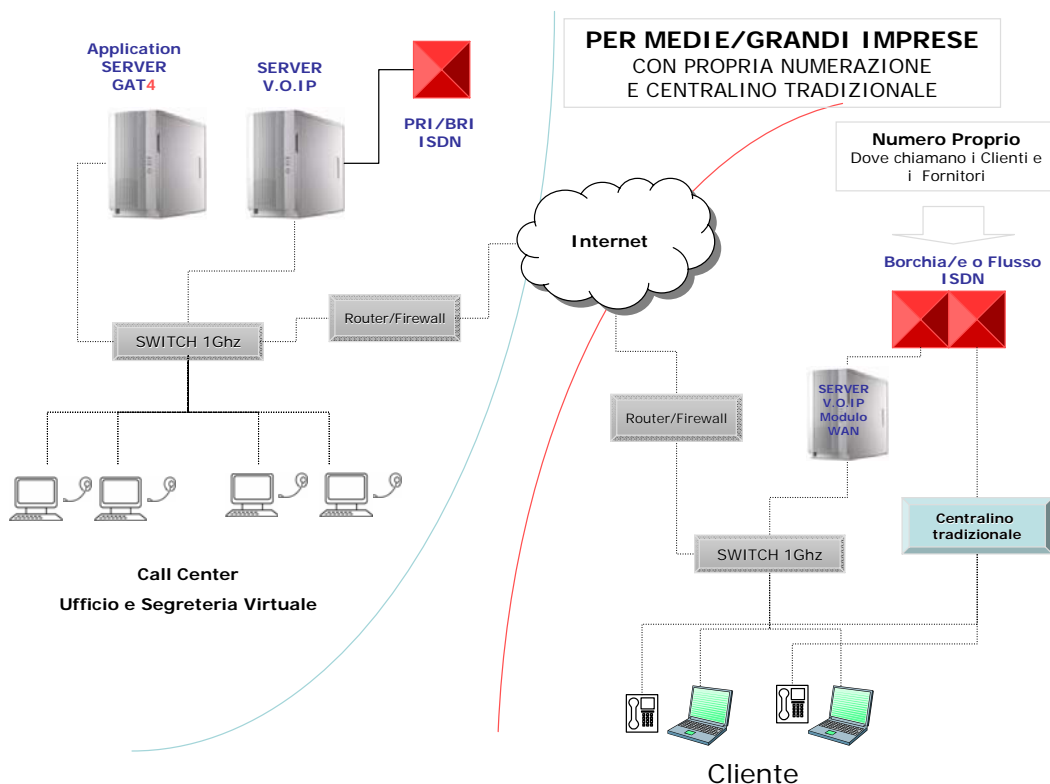 Application
SERVER
GAT4
SERVER
V.O.IP
PRI/BRI
ISDN
PER MEDIE/GRANDI IMPRESE
CON PROPRIA NUMERAZIONE
E CENTRALINO TRADIZIONALE
Numero Proprio
Dove chiamano i Clienti e
i Fornitori
Internet
Borchia/e o Flusso
ISDN
Router/Firewall
SWITCH 1Ghz
SERVER
V.O.IP
Modulo
WAN
Router/Firewall
Centralino
tradizionale
SWITCH 1Ghz
Call Center
Ufficio e Segreteria Virtuale
Cliente